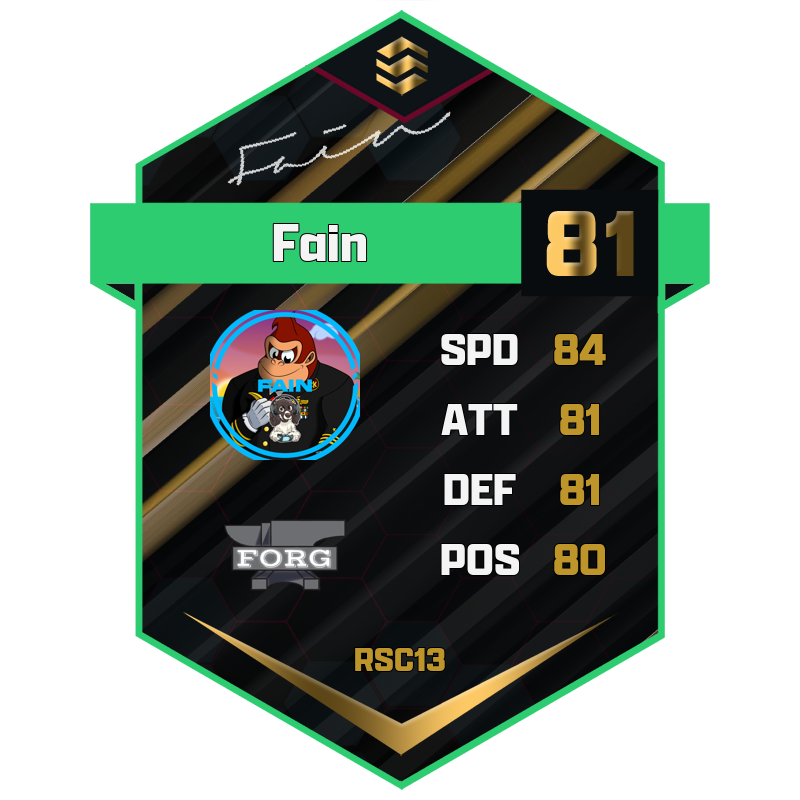 Fain
Fain
81
FAIN
SPD 84
ATT 81
DEF 81
POS 80
FORG
RSC13